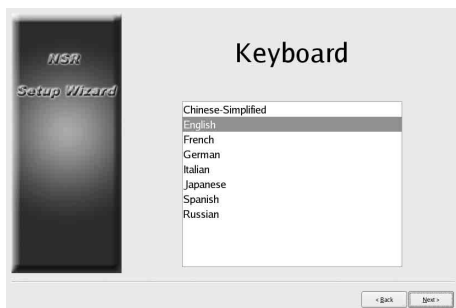 NSR
Setup Wizard
Keyboard
Chinese-Simplified
English
French
German
Italian
Japanese
Spanish
Russian
< Back
Next >